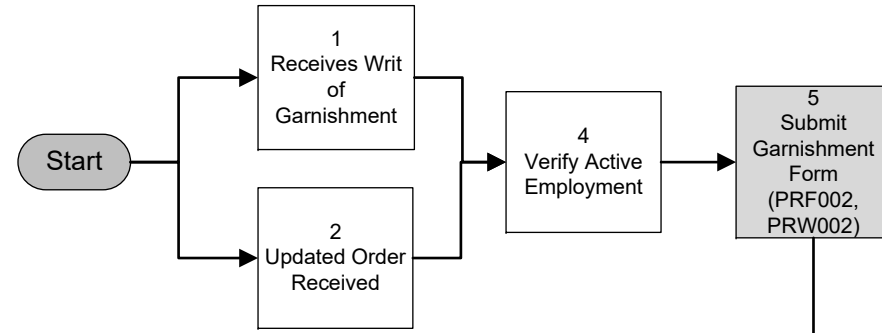 Start
1
Receives Writ
of
Garnishment
2
Updated Order
Received
4
Verify Active
Employment
5
Submit
Garnishment
Form
(PRF002,
PRW002)